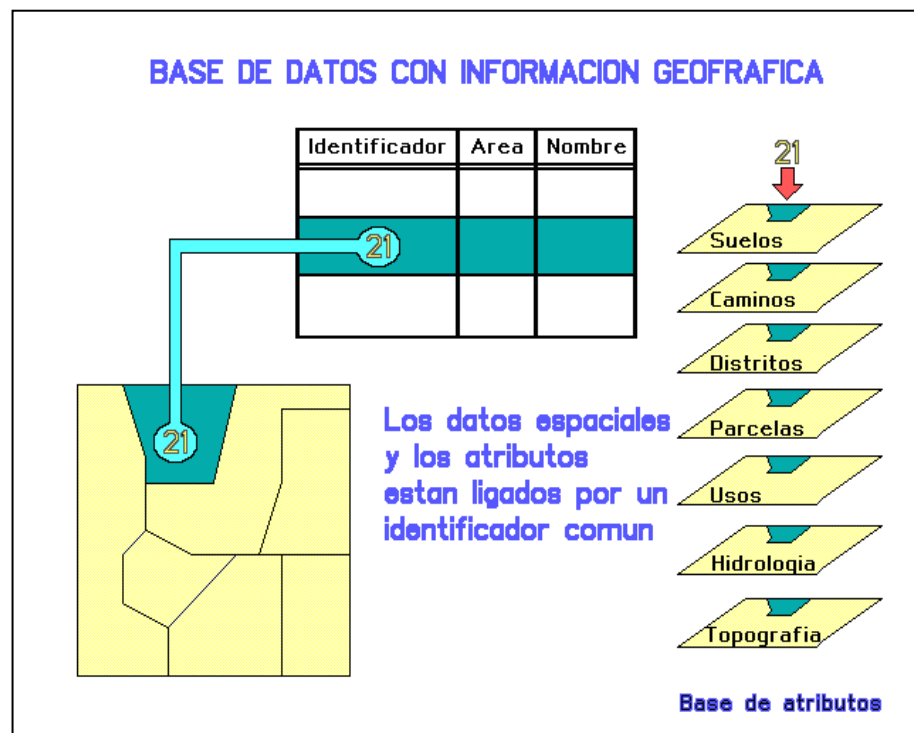 BASE DE DATOS CON INFORMACION GEOFRAFICA
Identificador Area Nombre
21
21
21
Suelos
Caminos
Distritos
Parcelas
Usos
Hidrologia
Topografia
Los datos espaciales
y los atributos
estan ligados por un
identificador comun
Base de atributos